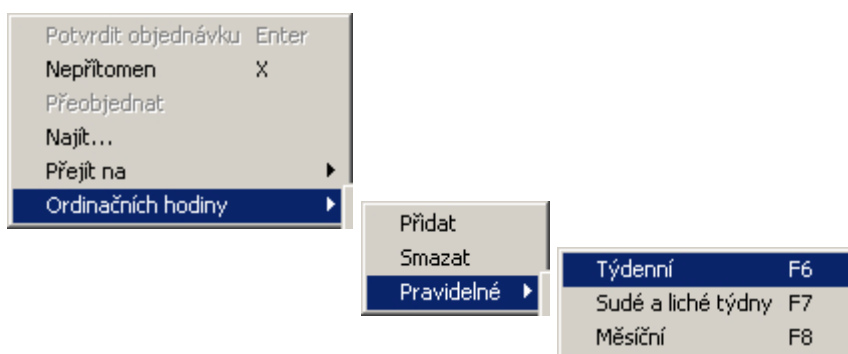 Potvrdit objednávku Enter
Nepřítomen X
Přeobjednat
Najít...
Přejít na
Ordinačních hodiny
Přidat
Smazat
Pravidelné
Týdenní F6
Sudé a liché týdny F7
Měsíční F8